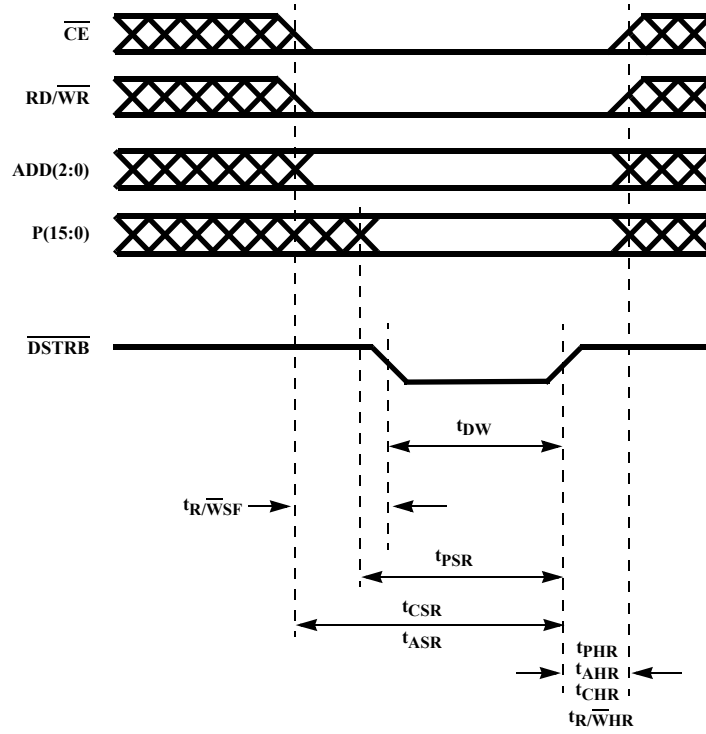 CE
RD/WR
ADD(2:0)
P(15:0)
DSTRB
tDW
tR/WSF
tPSR
tCSR
tASR
tPHR
tAHR
tCHR
tR/WHR